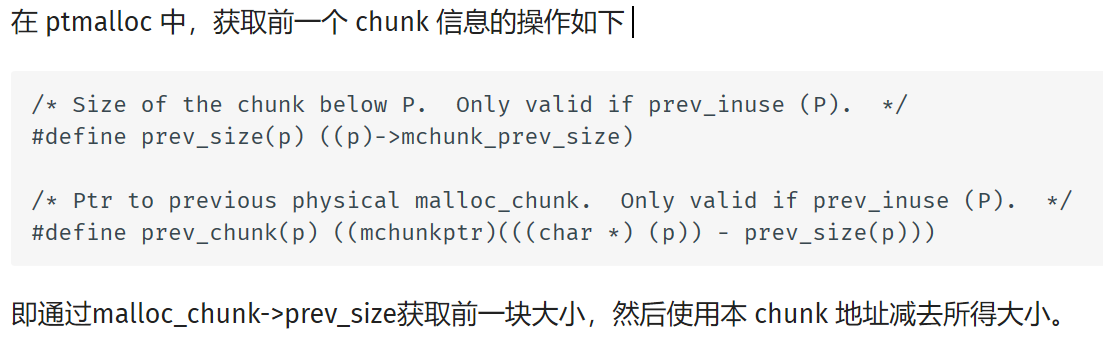 在 ptmalloc 中，获取前一个 chunk 信息的操作如下
/* Size of the chunk below P.  Only valid if prev_inuse (P).  */
#define prev_size(p) ((p)->mchunk_prev_size)
/* Ptr to previous physical malloc_chunk.  Only valid if prev_inuse (P).  */
#define prev_chunk(p) ((mchunkptr)(((char *) (p)) - prev_size(p)))
即通过malloc_chunk->prev_size获取前一块大小，然后使用本 chunk 地址减去所得大小。